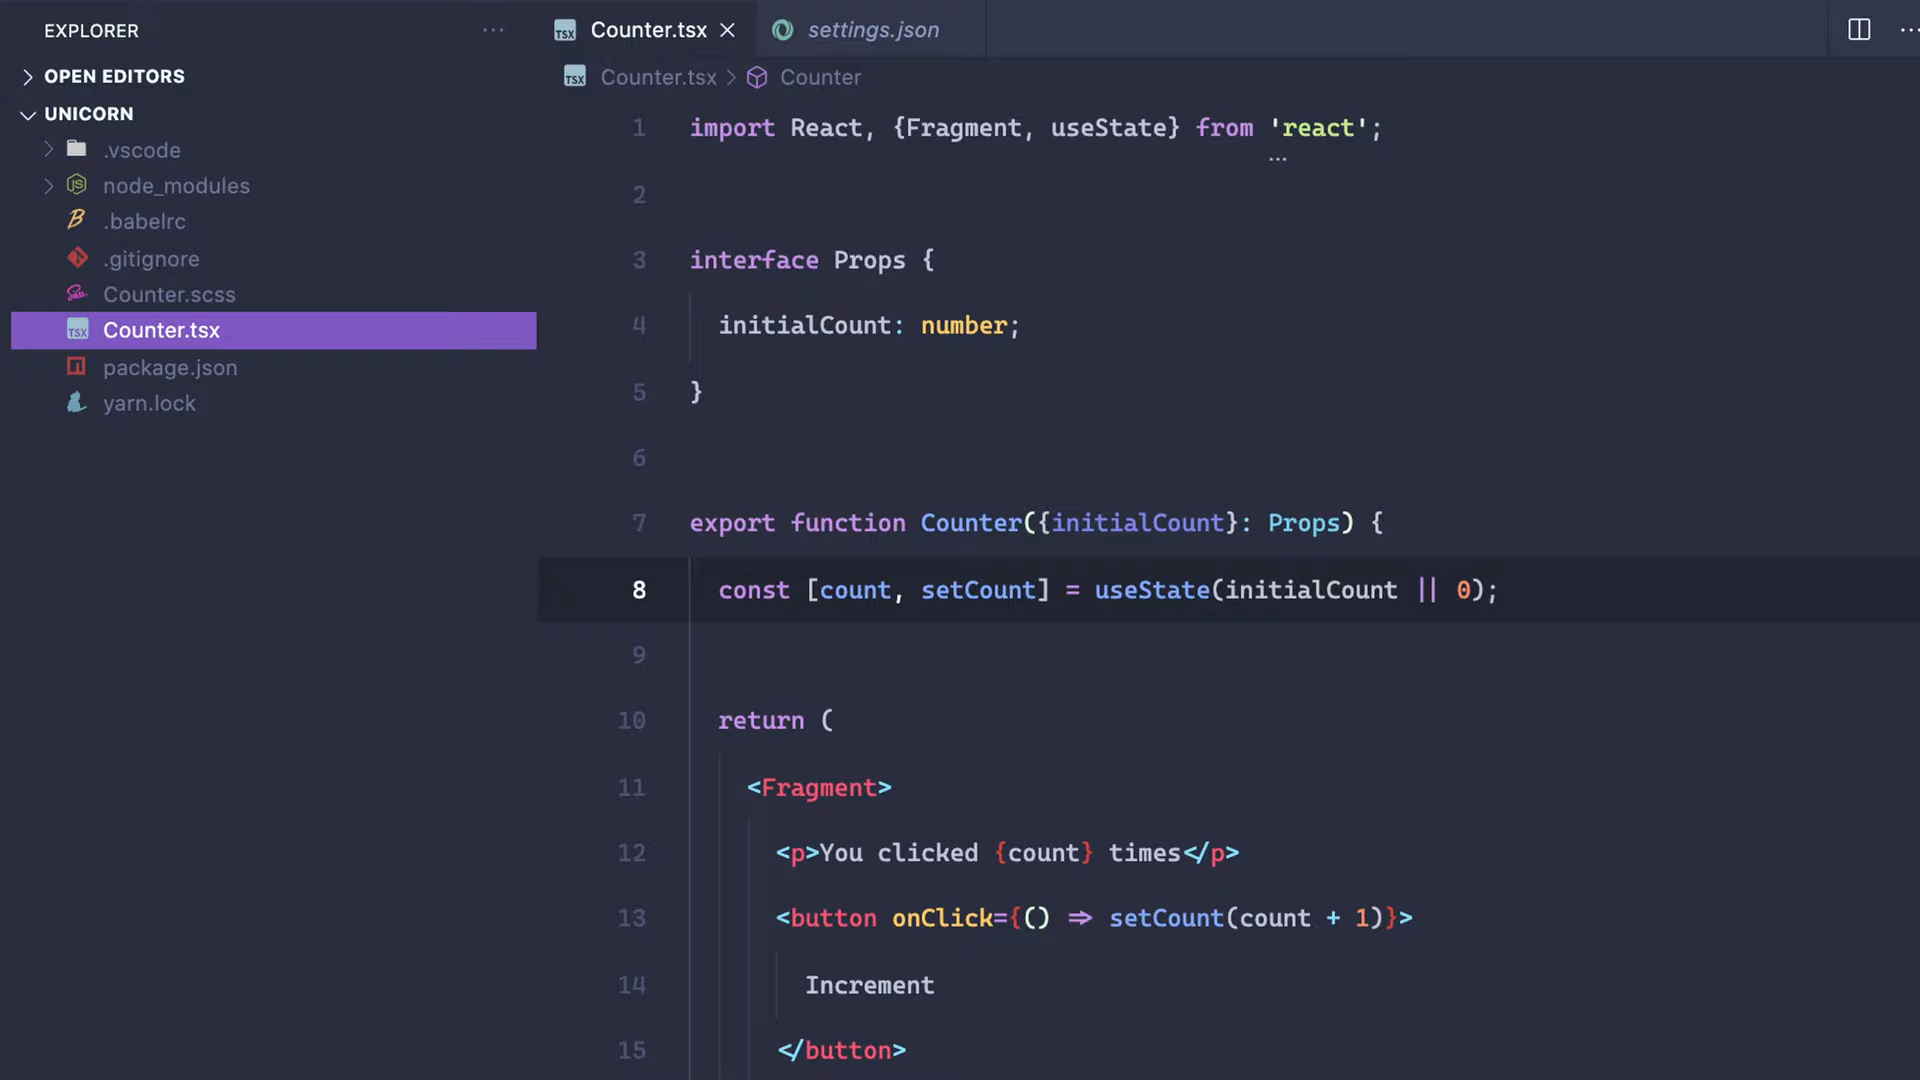 EXPLORER
OPEN EDITORS
UNICORN
.vscode
node_modules
.babelrc
.gitignore
Counter.scss
TSX Counter.tsx
package.json
yarn.lock
TSX Counter.tsx
settings.json
TSX Counter.tsx > Counter
1 import React, {Fragment, useState} from 'react';
2
3 interface Props {
4 initialCount: number;
5 }
6
7 export function Counter({initialCount}: Props) {
8 const [count, setCount] = useState(initialCount || 0);
9
10 return (
11 <Fragment>
12 <p>You clicked {count} times</p>
13 <button onClick={() => setCount(count + 1)}>
14 Increment
15 </button>